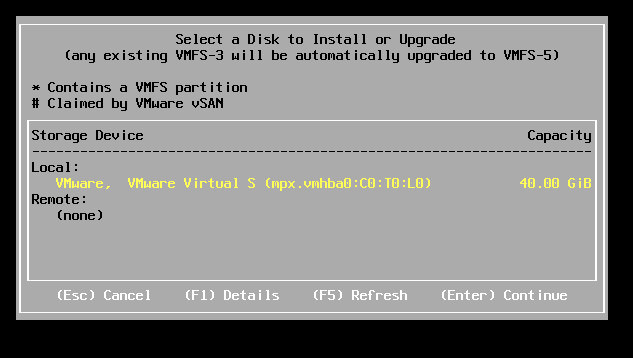 Select a Disk to Install or Upgrade
(any existing VMFS-3 will be automatically upgraded to VMFS-5)
* Contains a VMFS partition
# Claimed by VMware vSAN
Storage Device Capacity
--------------------------------------------------------------------
Local:
VMware,  VMware Virtual S (mpx.vmhba0:C0:T0:L0) 40.00 GiB
Remote:
(none)
(Esc) Cancel (F1) Details (F5) Refresh (Enter) Continue